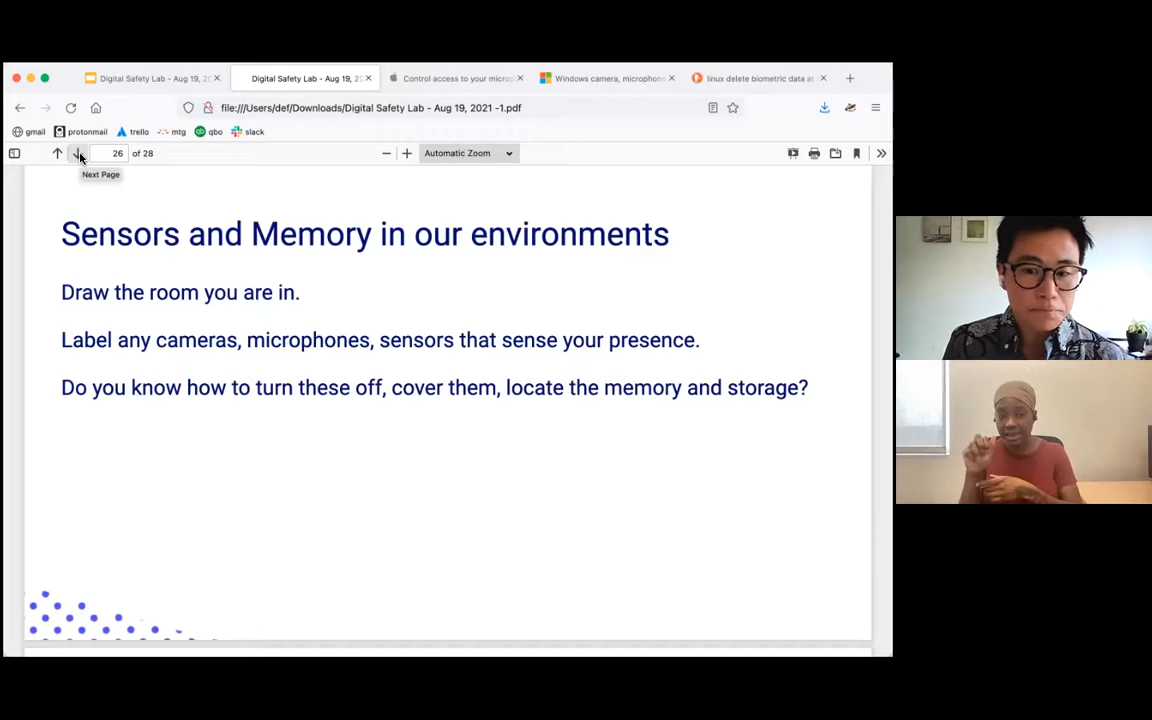 Digital Safety Lab - Aug 19, 20
Digital Safety Lab - Aug 19, 20
Control access to your microp
Windows camera, microphone
linux delete biometric data at
file:///Users/def/Downloads/Digital Safety Lab - Aug 19, 2021 -1.pdf
gmail protonmail trello mtg qbo slack
26 of 28 Automatic Zoom
Next Page
Sensors and Memory in our environments
Draw the room you are in.
Label any cameras, microphones, sensors that sense your presence.
Do you know how to turn these off, cover them, locate the memory and storage?